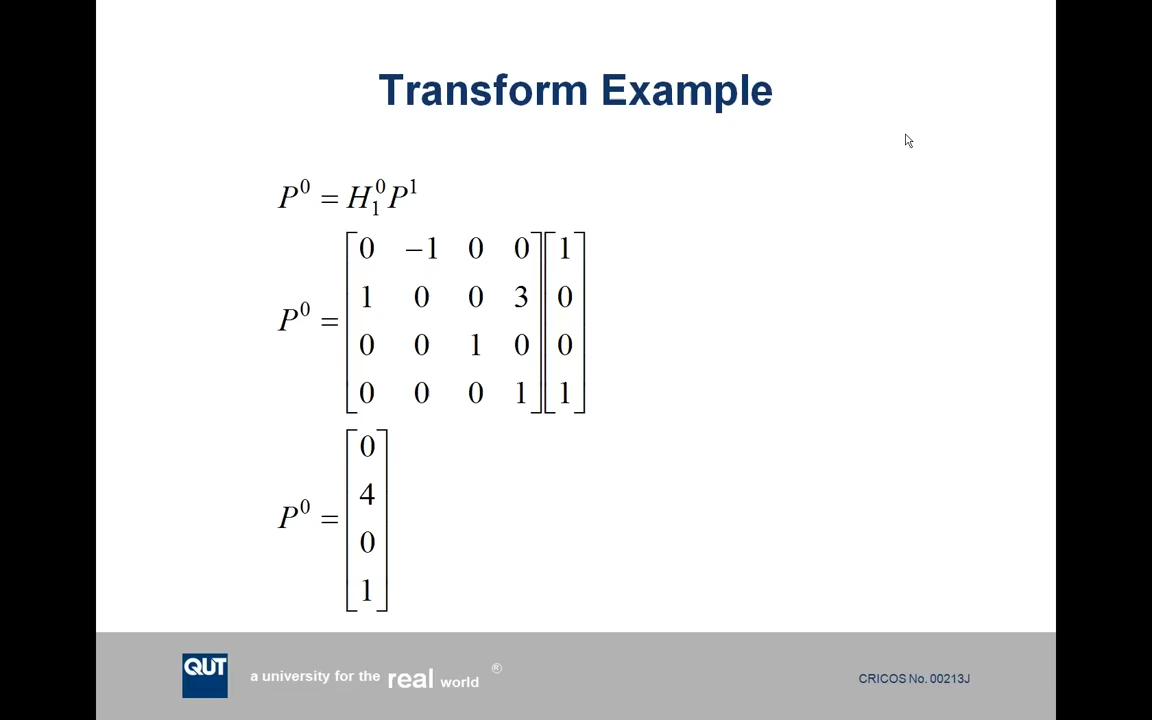 Transform Example
P⁰ = H₁⁰P¹
P⁰ = [0 −1 0 0; 1 0 0 3; 0 0 1 0; 0 0 0 1] [1; 0; 0; 1]
P⁰ = [0; 4; 0; 1]
QUT
a university for the real world ®
CRICOS No. 00213J